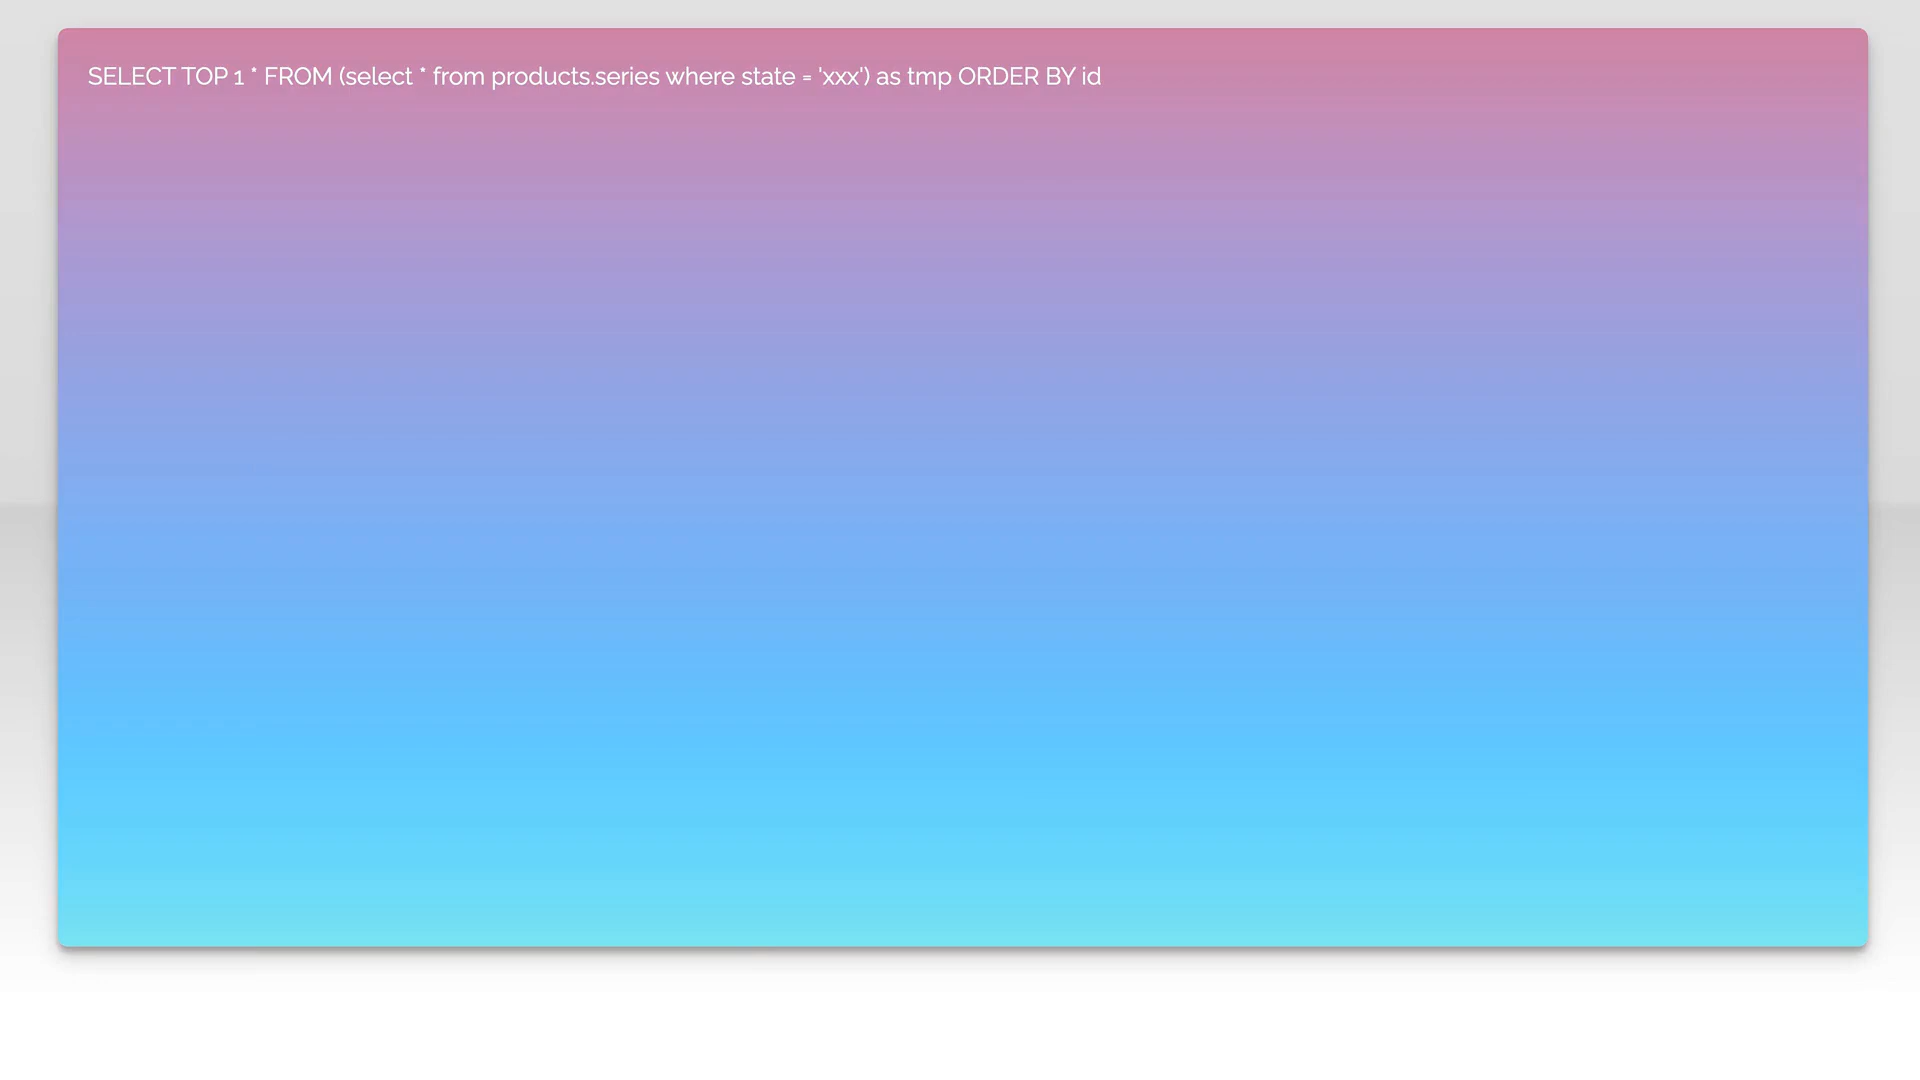 SELECT TOP 1 * FROM (select * from products.series where state = 'xxx') as tmp ORDER BY id